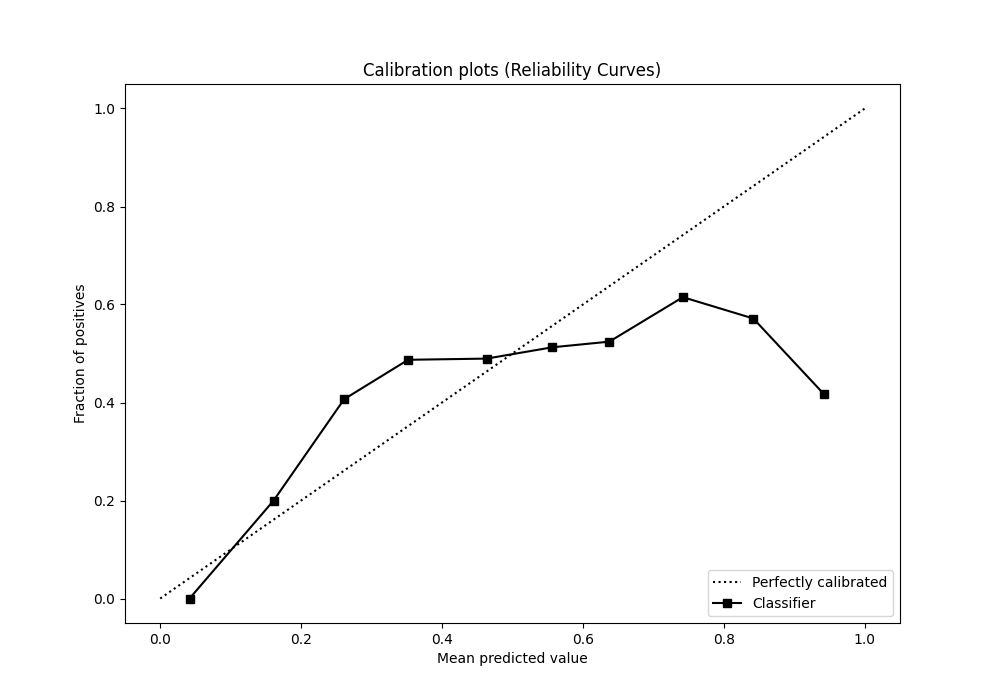 Calibration plots (Reliability Curves)
1.0
0.8
0.6
0.4
0.2
0.0
Fraction of positives
0.0 0.2 0.4 0.6 0.8 1.0
Mean predicted value
Perfectly calibrated
Classifier